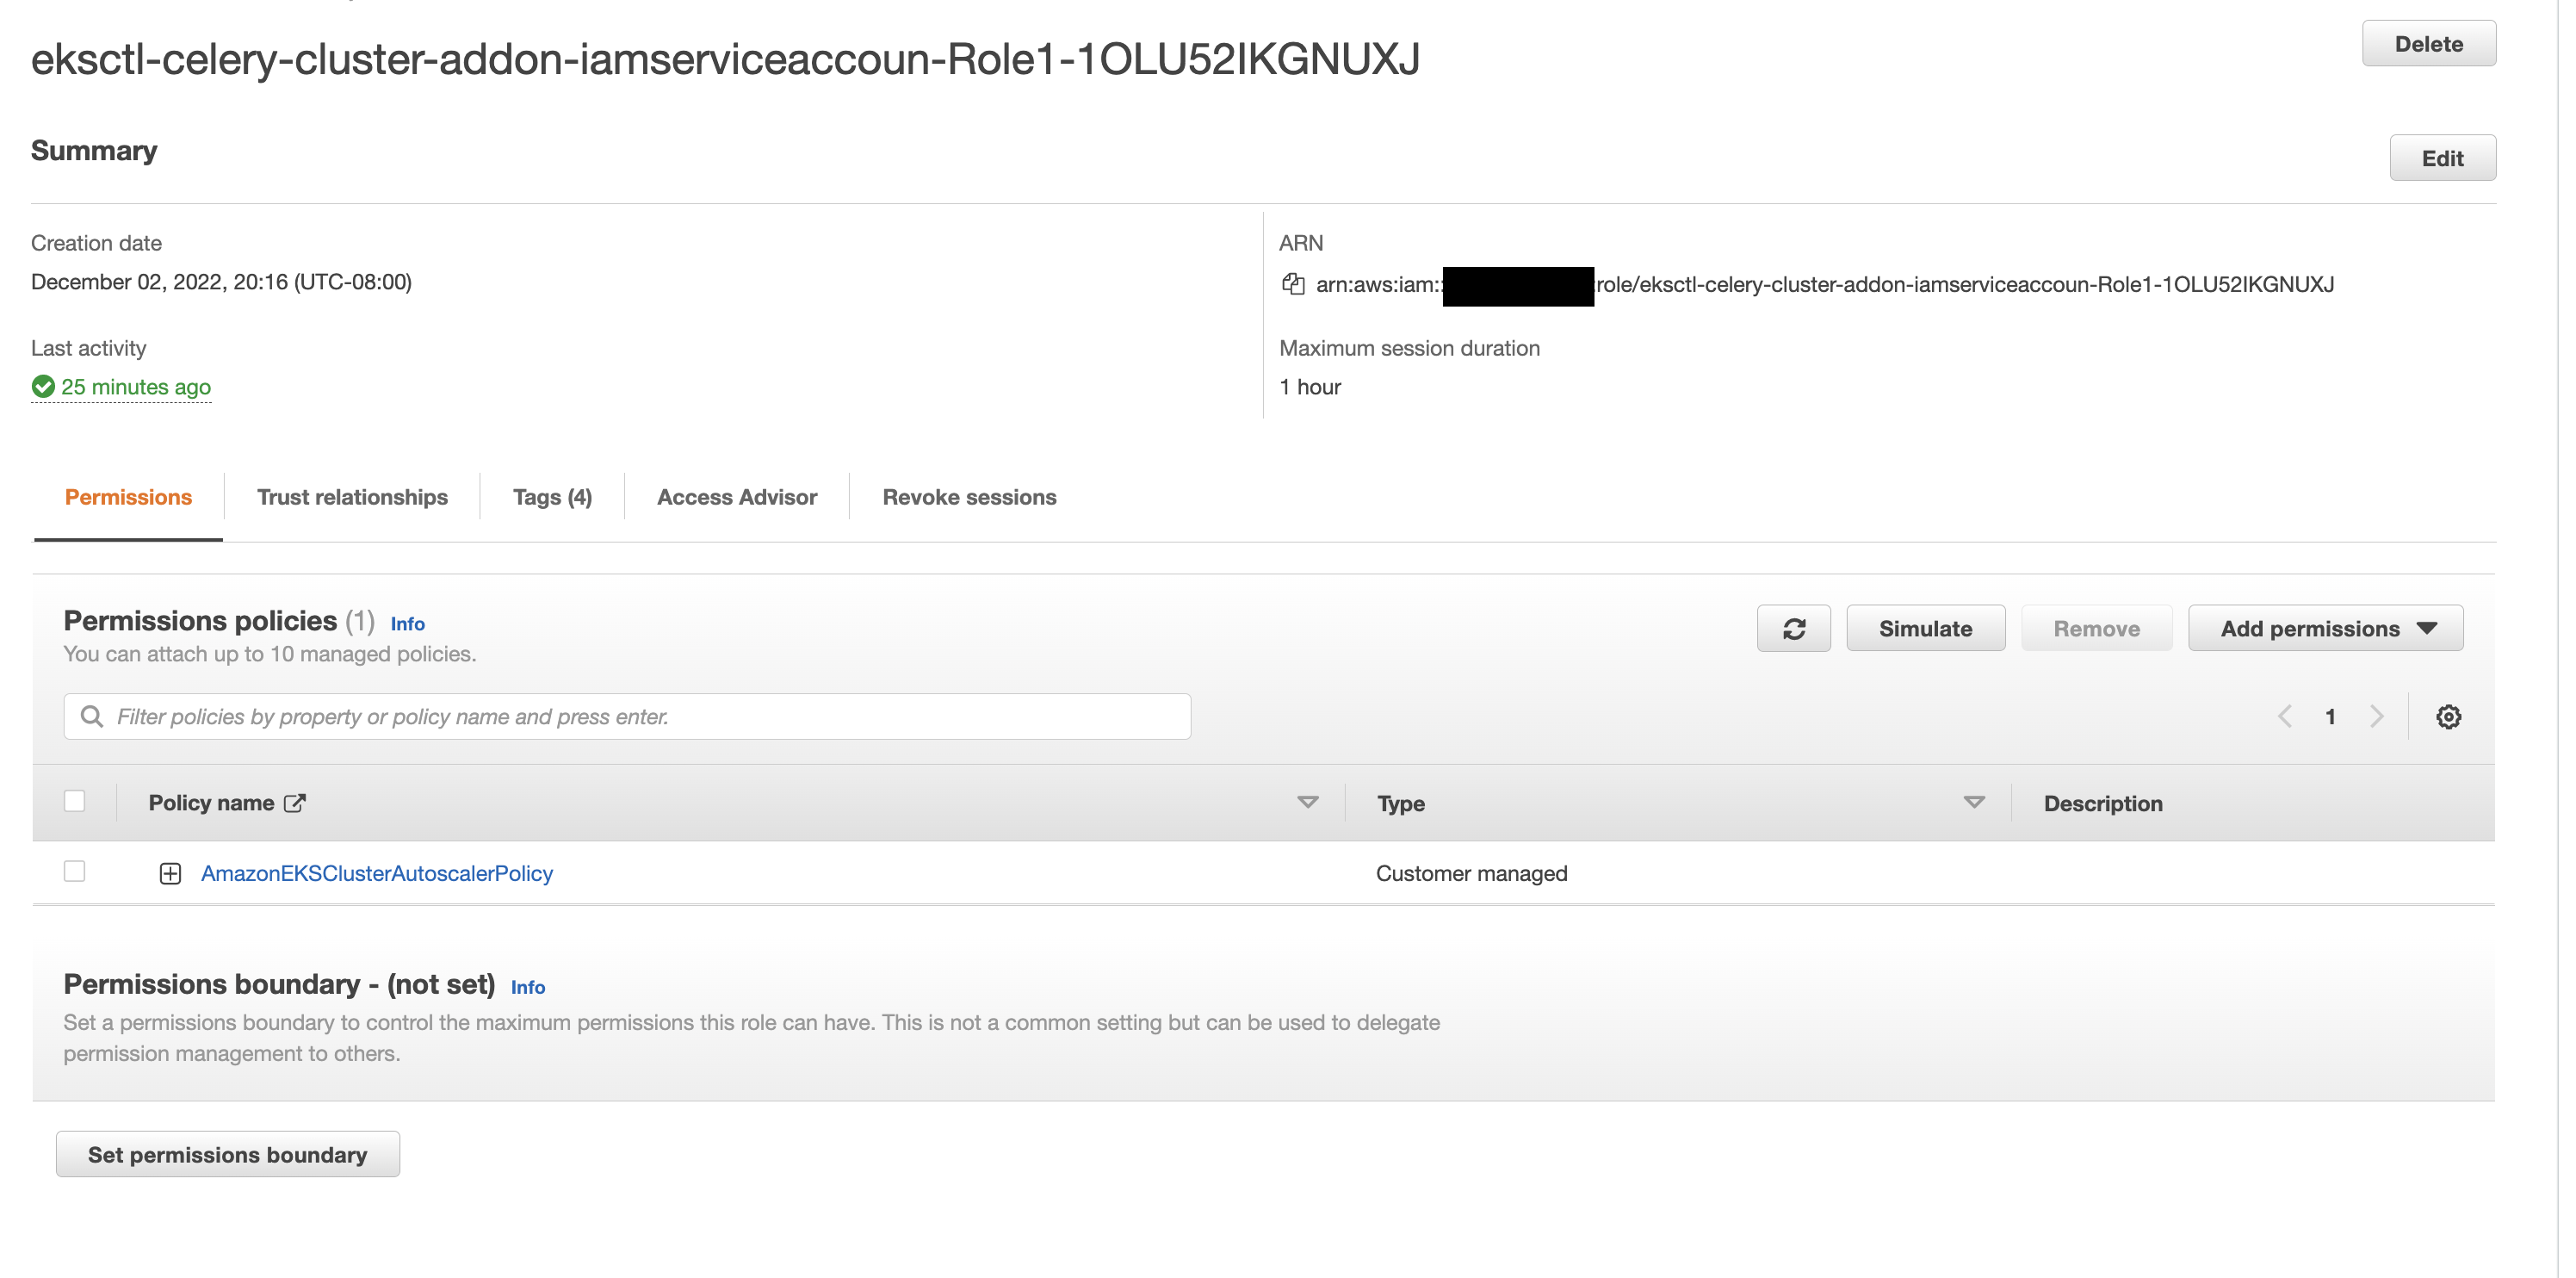 eksctl-celery-cluster-addon-iamserviceaccoun-Role1-1OLU52IKGNUXJ
Delete
Summary
Edit
Creation date
December 02, 2022, 20:16 (UTC-08:00)
ARN
arn:aws:iam:: :role/eksctl-celery-cluster-addon-iamserviceaccoun-Role1-1OLU52IKGNUXJ
Last activity
25 minutes ago
Maximum session duration
1 hour
Permissions
Trust relationships
Tags (4)
Access Advisor
Revoke sessions
Permissions policies (1) Info
You can attach up to 10 managed policies.
Simulate
Remove
Add permissions
Filter policies by property or policy name and press enter.
1
Policy name
Type
Description
AmazonEKSClusterAutoscalerPolicy
Customer managed
Permissions boundary - (not set) Info
Set a permissions boundary to control the maximum permissions this role can have. This is not a common setting but can be used to delegate
permission management to others.
Set permissions boundary